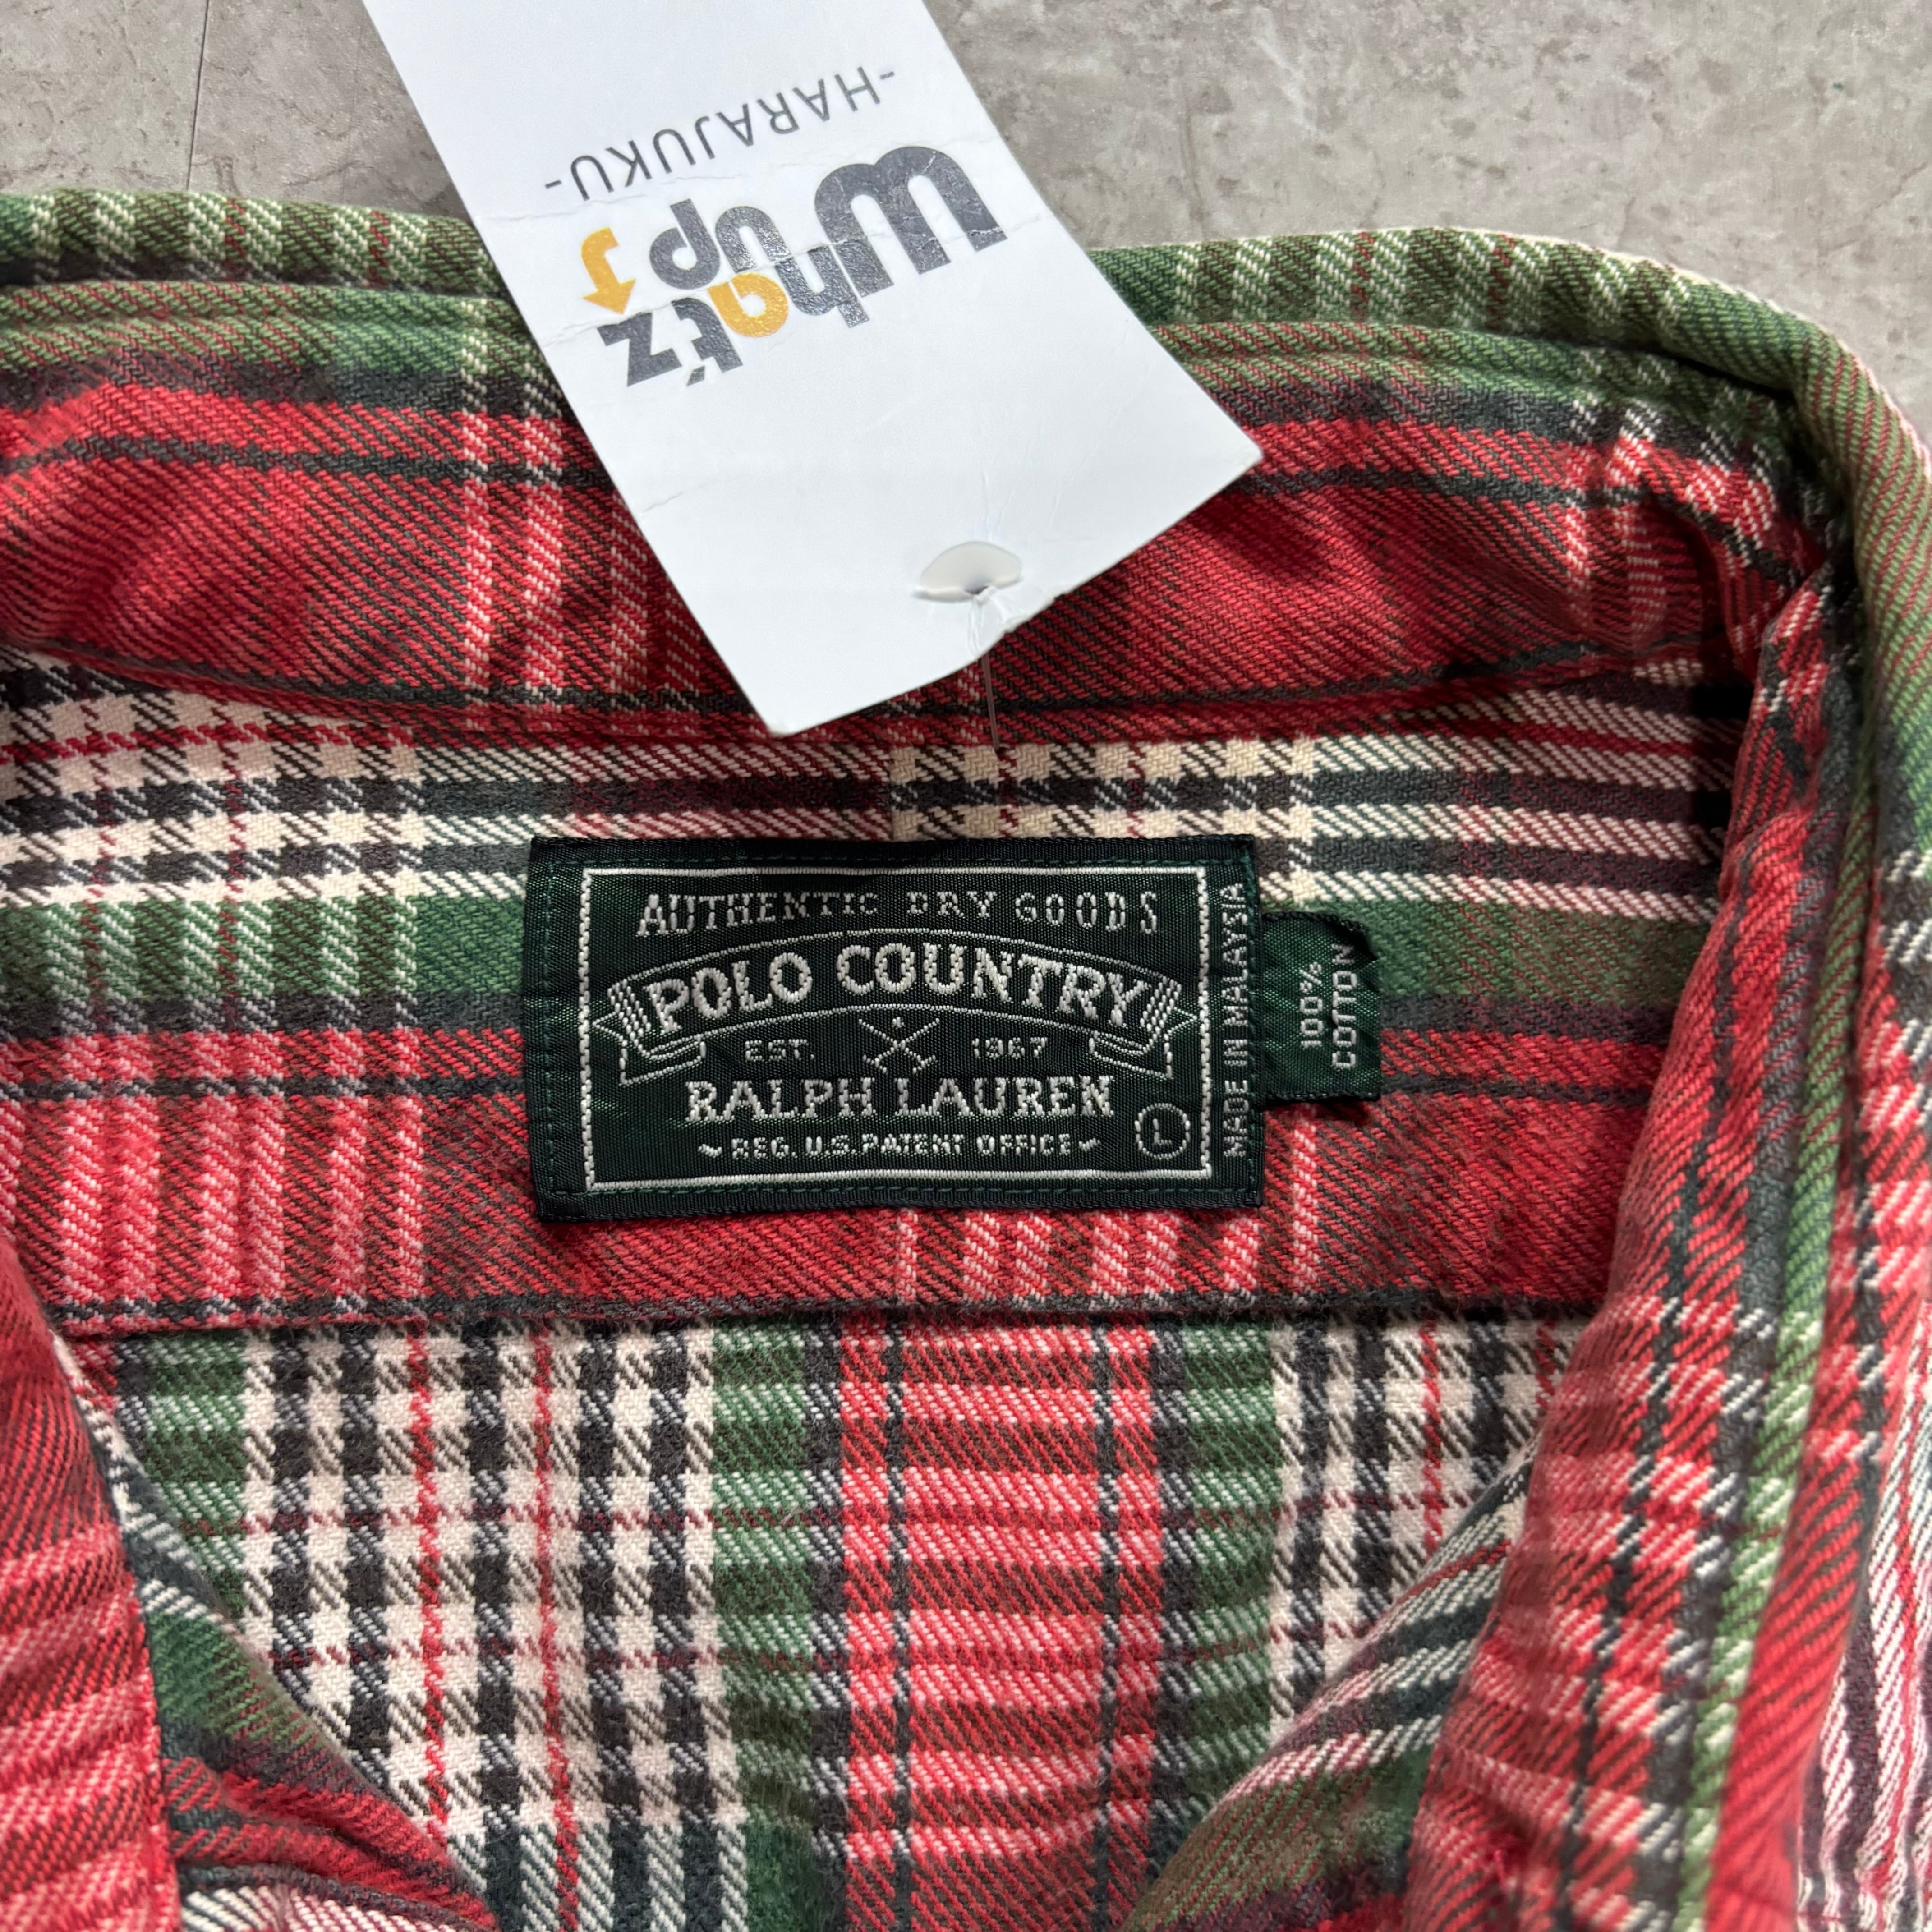 -HARAJUKU-
What'z
up
AUTHENTIC DRY GOODS
POLO COUNTRY
EST. 1967
RALPH LAUREN
REG. U.S. PATENT OFFICE
L
MADE IN MALAYSIA
100%
COTTON